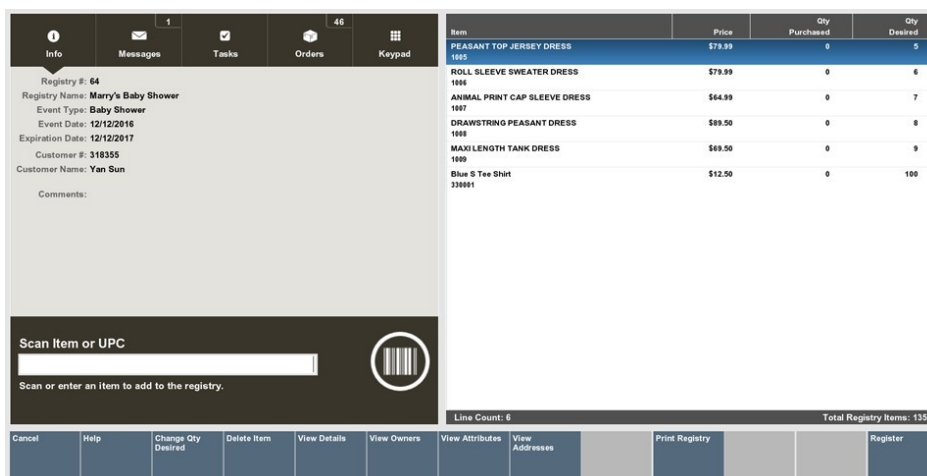 1
46
Info
Messages
Tasks
Orders
Keypad
Registry #: 64
Registry Name: Marry's Baby Shower
Event Type: Baby Shower
Event Date: 12/12/2016
Expiration Date: 12/12/2017
Customer #: 318355
Customer Name: Yan Sun
Comments:
Scan Item or UPC
Scan or enter an item to add to the registry.
Item Price Qty Purchased Qty Desired
PEASANT TOP JERSEY DRESS $79.99 0 5
1005
ROLL SLEEVE SWEATER DRESS $79.99 0 6
1006
ANIMAL PRINT CAP SLEEVE DRESS $64.99 0 7
1007
DRAWSTRING PEASANT DRESS $89.50 0 8
1008
MAXI LENGTH TANK DRESS $69.50 0 9
1009
Blue S Tee Shirt $12.50 0 100
330001
Line Count: 6 Total Registry Items: 135
Cancel
Help
Change Qty
Desired
Delete Item
View Details
View Owners
View Attributes
View
Addresses
Print Registry
Register